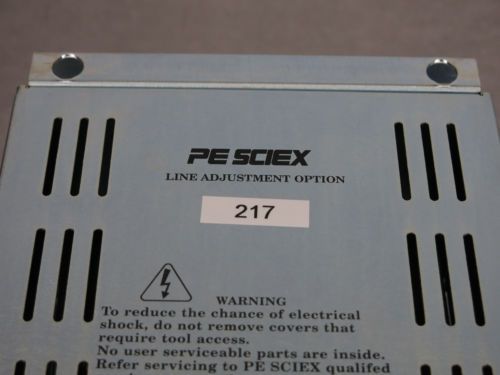 PE SCIEX
LINE ADJUSTMENT OPTION
217
WARNING
To reduce the chance of electrical
shock, do not remove covers that
require tool access.
No user serviceable parts are inside.
Refer servicing to PE SCIEX qualifed